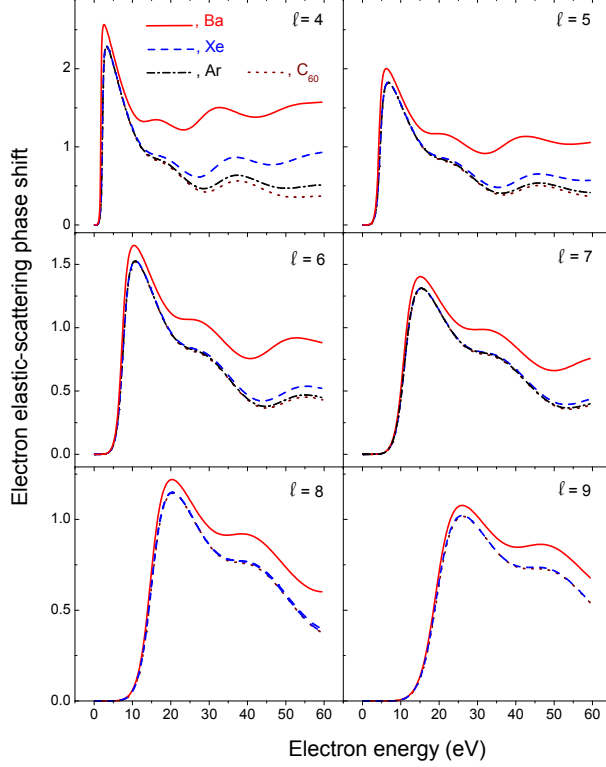 ℓ = 4
, Ba
, Xe
, Ar , C60
2
1
0
ℓ = 5
ℓ = 6
1.5
1.0
0.5
0.0
ℓ = 7
ℓ = 8
1.0
0.5
0.0
ℓ = 9
0 10 20 30 40 50 60 0 10 20 30 40 50 60
Electron elastic-scattering phase shift
Electron energy (eV)